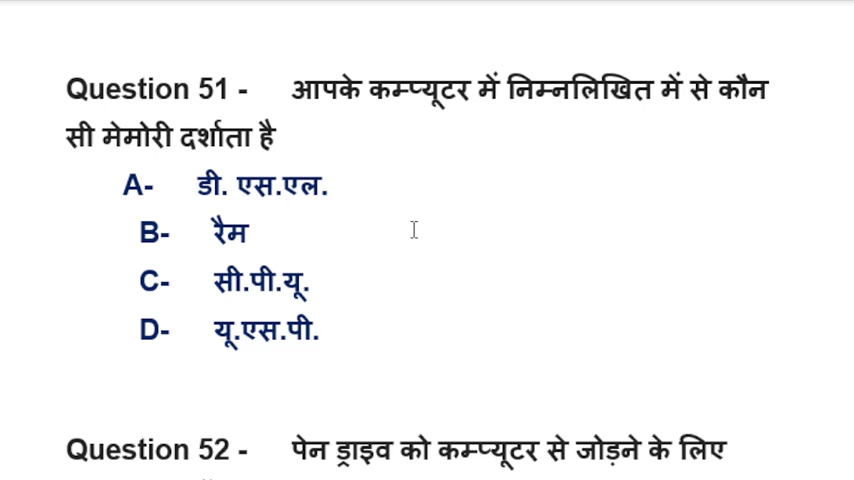 Question 51 - आपके कम्प्यूटर में निम्नलिखित में से कौन
सी मेमोरी दर्शाता है
A- डी. एस.एल.
B- रैम
C- सी.पी.यू.
D- यू.एस.पी.
Question 52 - पेन ड्राइव को कम्प्यूटर से जोड़ने के लिए